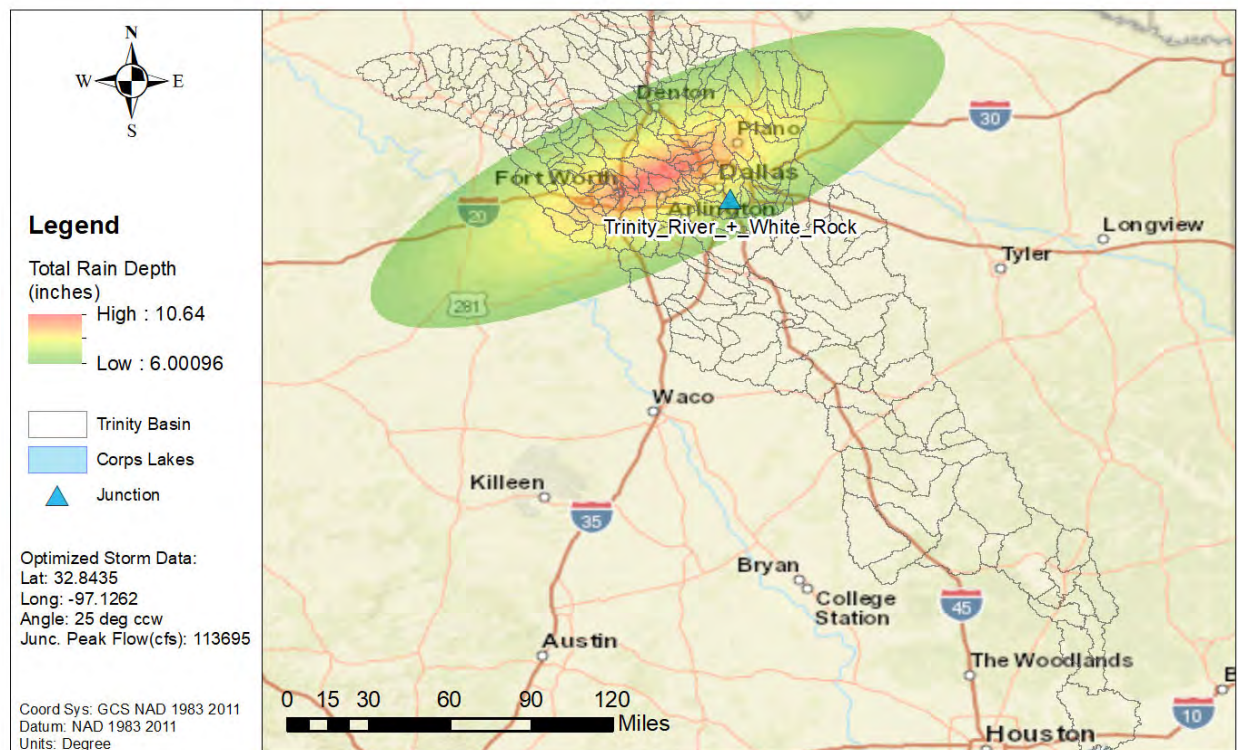 N
W E
S
Legend
Total Rain Depth
(inches)
High : 10.64
Low : 6.00096
Trinity Basin
Corps Lakes
Junction
Optimized Storm Data:
Lat: 32.8435
Long: -97.1262
Angle: 25 deg ccw
Junc. Peak Flow(cfs): 113695
Coord Sys: GCS NAD 1983 2011
Datum: NAD 1983 2011
Units: Degree
Denton
30
Plano
Fort Worth
Dallas
20
Arlington
Trinity_River_+_White_Rock
Longview
Tyler
281
Waco
Killeen
35
Bryan
College
Station
45
Austin
The Woodlands
10
Houston
0 15 30 60 90 120
Miles